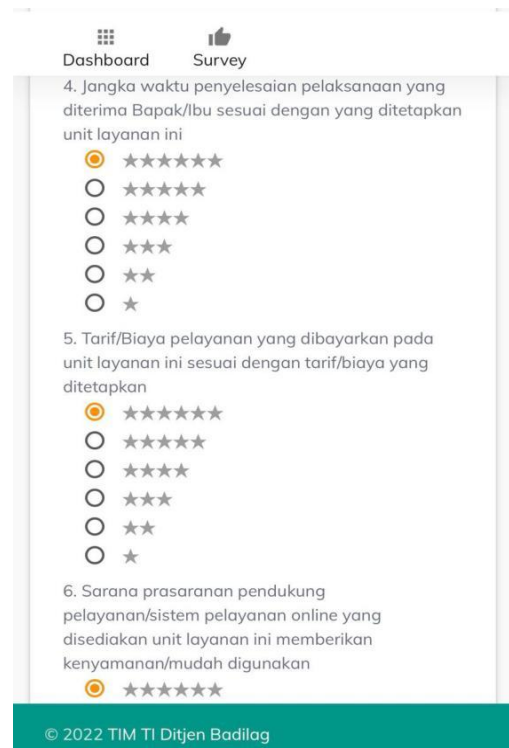 Dashboard Survey
4. Jangka waktu penyelesaian pelaksanaan yang
diterima Bapak/Ibu sesuai dengan yang ditetapkan
unit layanan ini
★★★★★★
★★★★★
★★★★
★★★
★★
★
5. Tarif/Biaya pelayanan yang dibayarkan pada
unit layanan ini sesuai dengan tarif/biaya yang
ditetapkan
★★★★★★
★★★★★
★★★★
★★★
★★
★
6. Sarana prasaranan pendukung
pelayanan/sistem pelayanan online yang
disediakan unit layanan ini memberikan
kenyamanan/mudah digunakan
★★★★★★
© 2022 TIM TI Ditjen Badilag